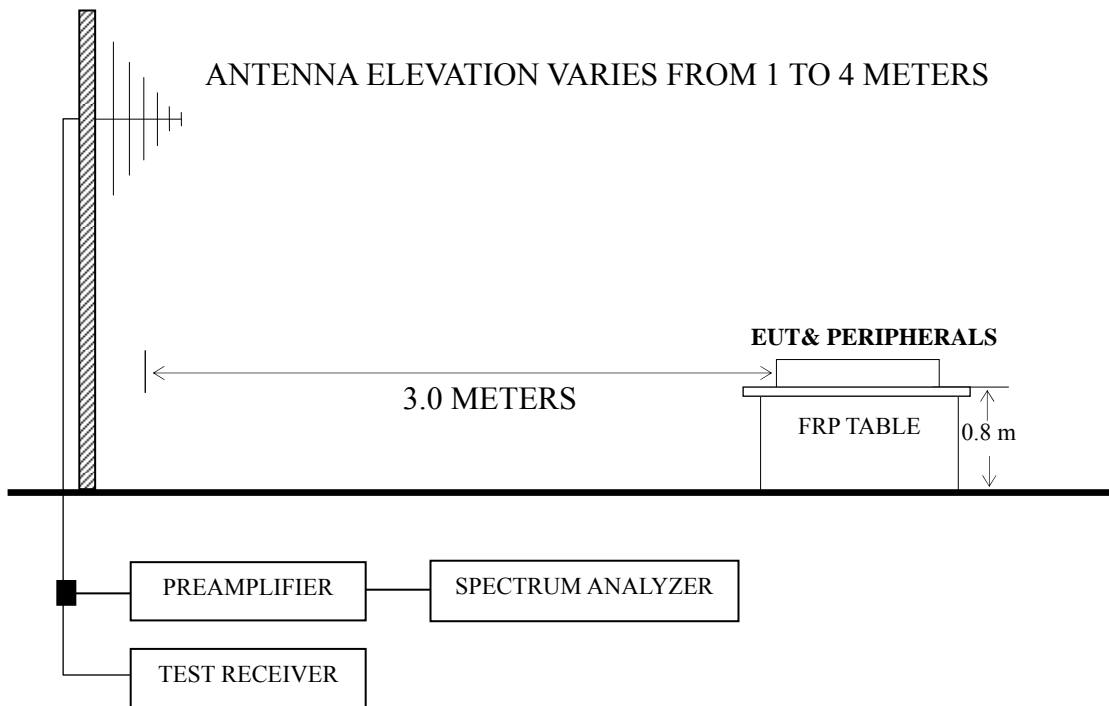 ANTENNA ELEVATION VARIES FROM 1 TO 4 METERS
EUT& PERIPHERALS
3.0 METERS
FRP TABLE
0.8 m
PREAMPLIFIER
SPECTRUM ANALYZER
TEST RECEIVER